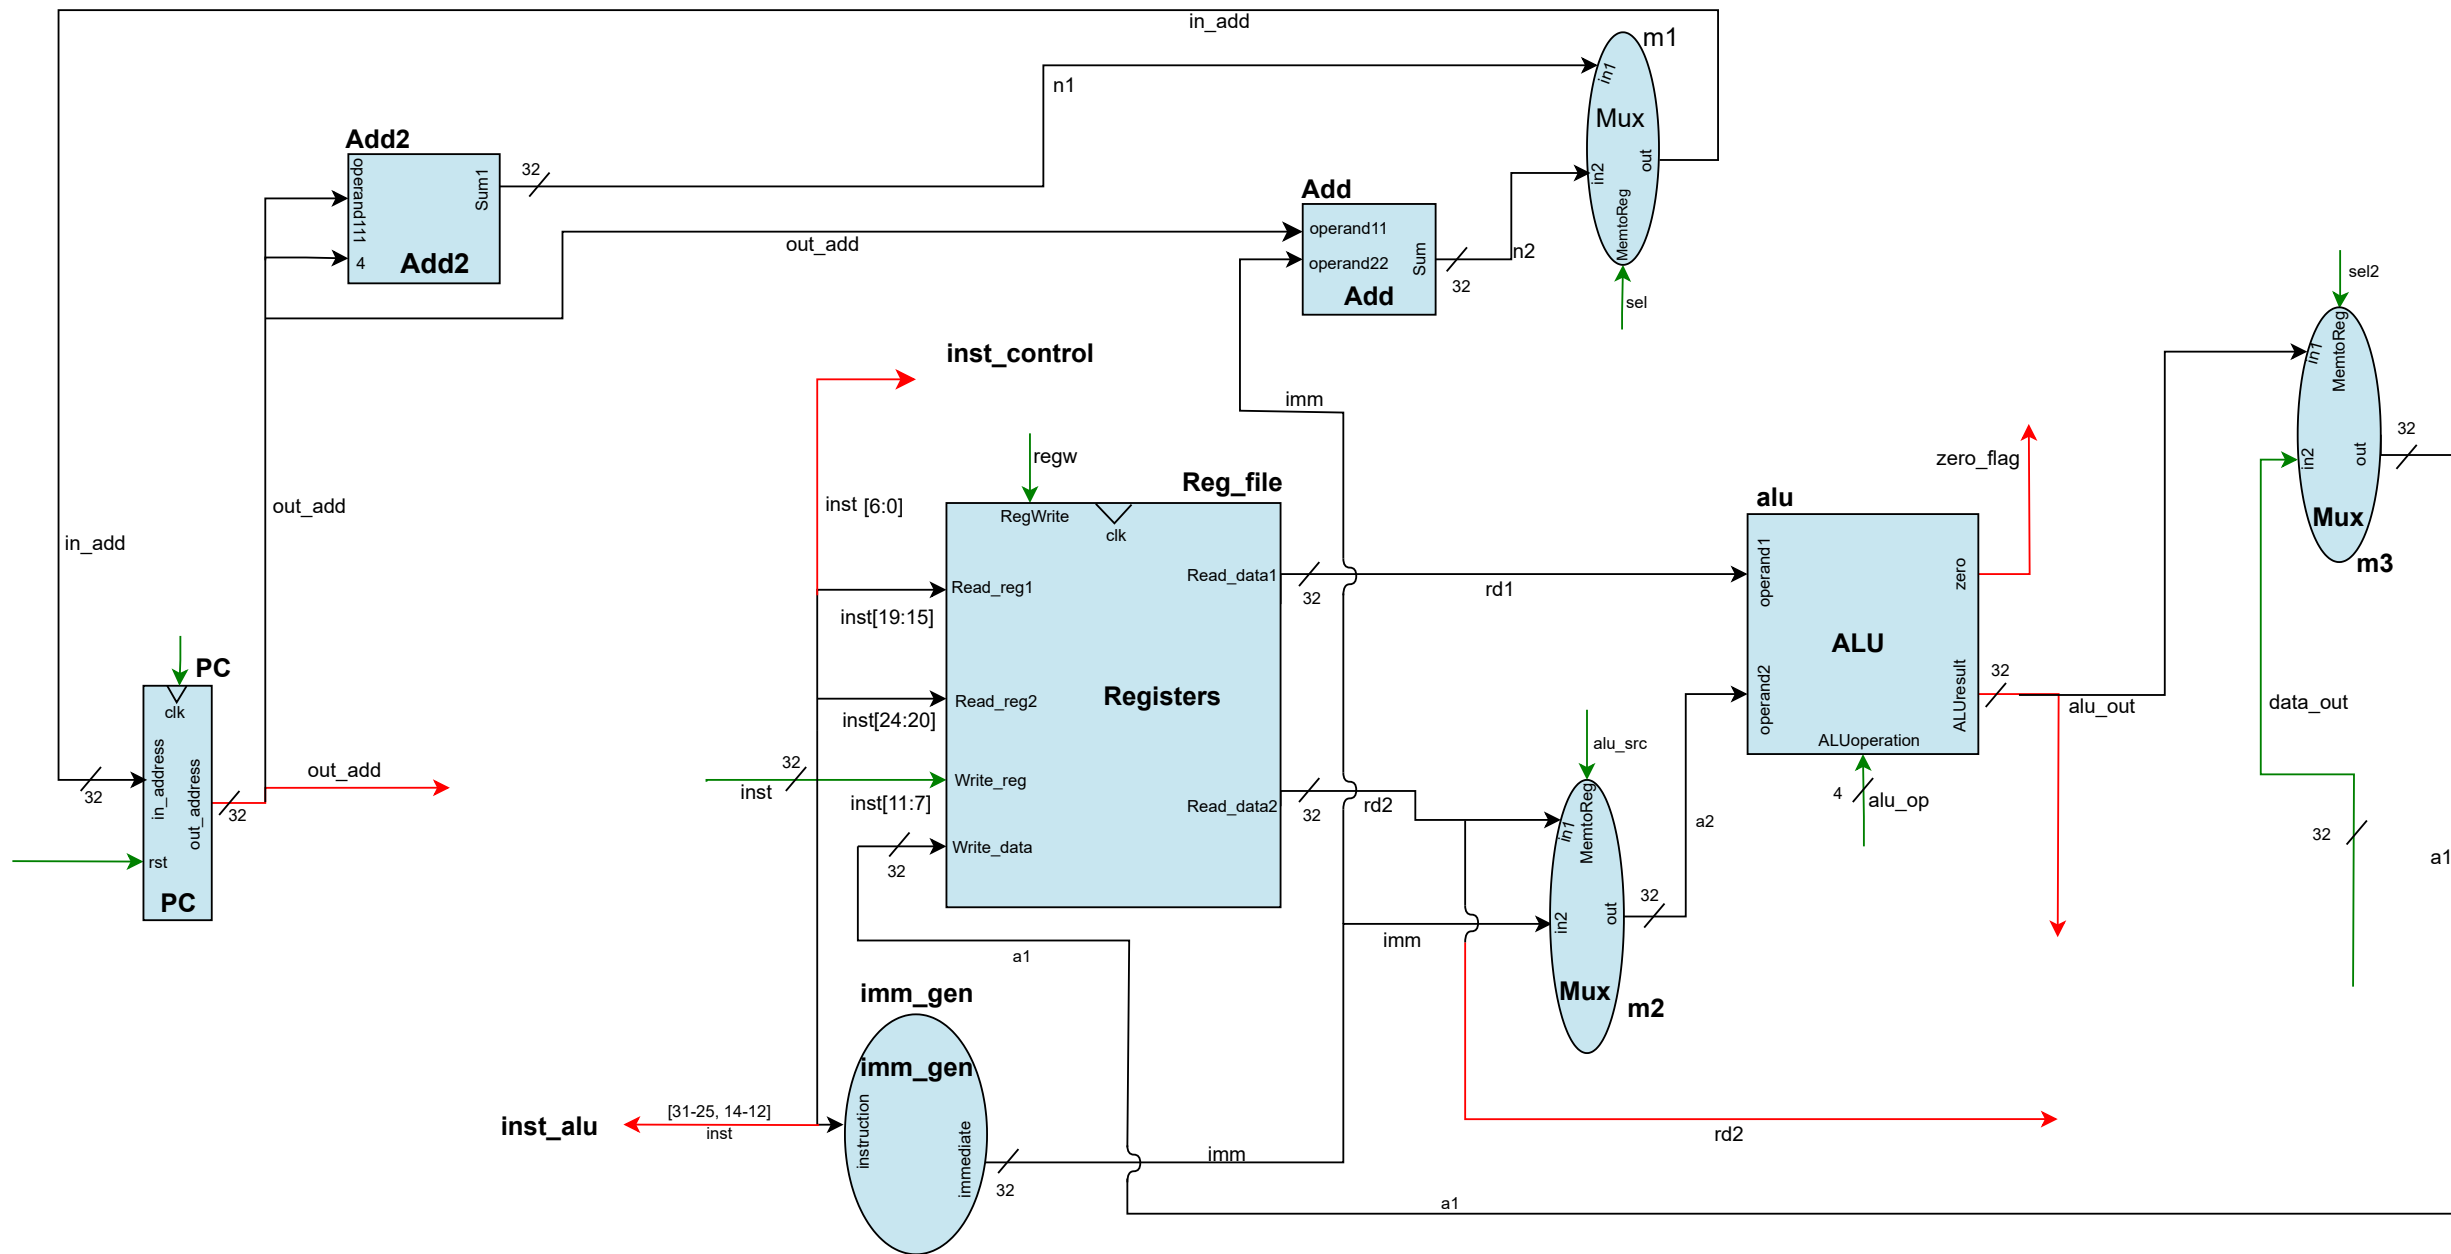 in_add
m1
in1
Mux
in2
out
MemtoReg
sel
n1
Add2
operand111
4
Sum1
Add2
32
out_add
Add
operand11
operand22
Sum
Add
32
n2
sel2
MemtoReg
in1
in2
out
Mux
m3
32
inst_control
imm
inst [6:0]
regw
Reg_file
RegWrite
clk
Read_reg1
inst[19:15]
Read_reg2
inst[24:20]
Registers
Read_data1
32
rd1
Read_data2
32
rd2
32
inst
Write_reg
inst[11:7]
Write_data
32
a1
in_add
out_add
PC
clk
in_address
out_address
rst
PC
32
32
out_add
alu
operand1
operand2
zero
ALU
ALUresult
ALUoperation
zero_flag
32
alu_out
4
alu_op
data_out
32
a1
alu_src
MemtoReg
in1
in2
out
Mux
m2
32
a2
imm
imm_gen
imm_gen
instruction
immediate
32
imm
inst_alu
[31-25, 14-12]
inst
rd2
a1